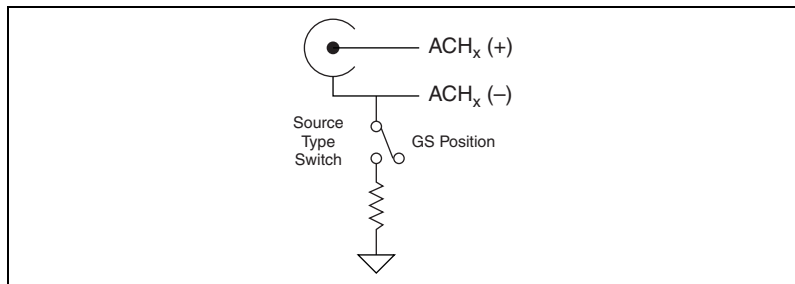 ACHx (+)
ACHx (–)
Source
Type
Switch
GS Position